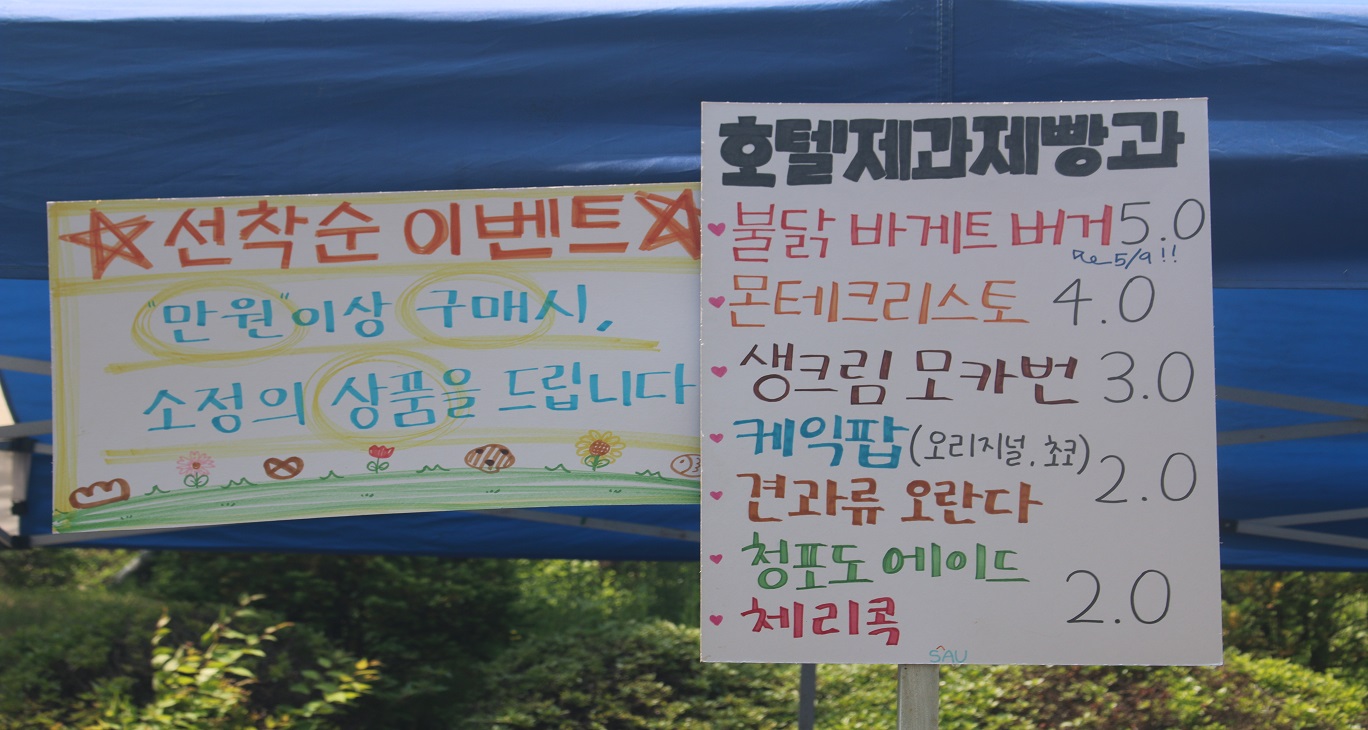 선착순 이벤트
"만원"이상 구매시,
소정의 상품을 드립니다
호텔제과제빵과
불닭 바게트 버거 5.0
5/9!!
몬테크리스토 4.0
생크림 모카번 3.0
케익팝(오리지널, 초코)
견과류 오란다 2.0
청포도 에이드
체리콕 2.0
SAU